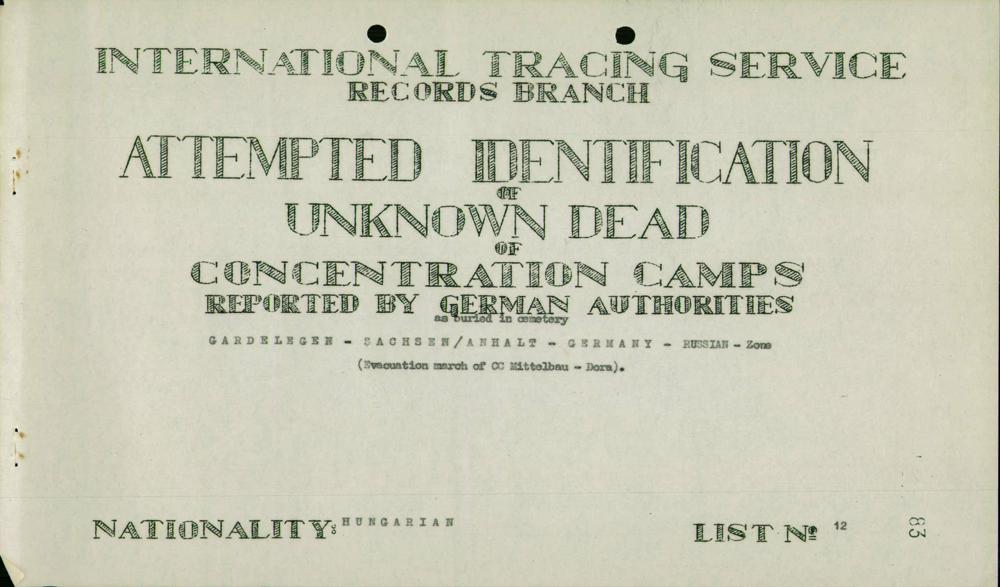 INTERNATIONAL TRACING SERVICE
RECORDS BRANCH
ATTEMPTED IDENTIFICATION
OF
UNKNOWN DEAD
OF
CONCENTRATION CAMPS
REPORTED BY GERMAN AUTHORITIES
as buried in cemetery
GARDELEGEN - SACHSEN/ANHALT - GERMANY - RUSSIAN - Zone
(Evacuation march of CC Mittelbau - Dora).
NATIONALITY: HUNGARIAN
LIST Nº 12
83